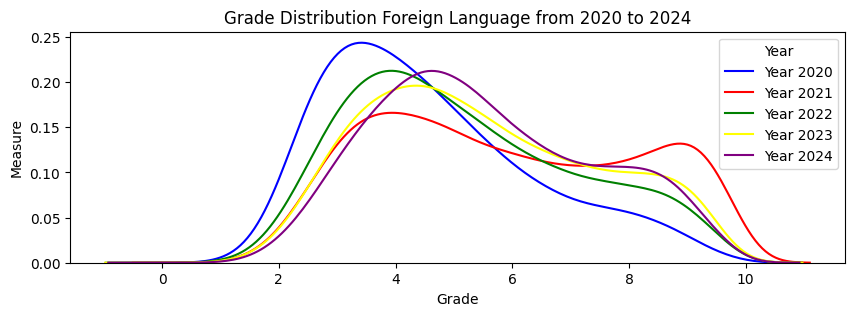 Grade Distribution Foreign Language from 2020 to 2024
0.25
0.20
0.15
0.10
0.05
0.00
Measure
0
2
4
6
8
10
Grade
Year
Year 2020
Year 2021
Year 2022
Year 2023
Year 2024